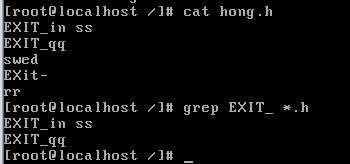 [root@localhost /]# cat hong.h
EXIT_in ss
EXIT_qq
swed
EXit-
rr
[root@localhost /]# grep EXIT_ *.h
EXIT_in ss
EXIT_qq
[root@localhost /]# _